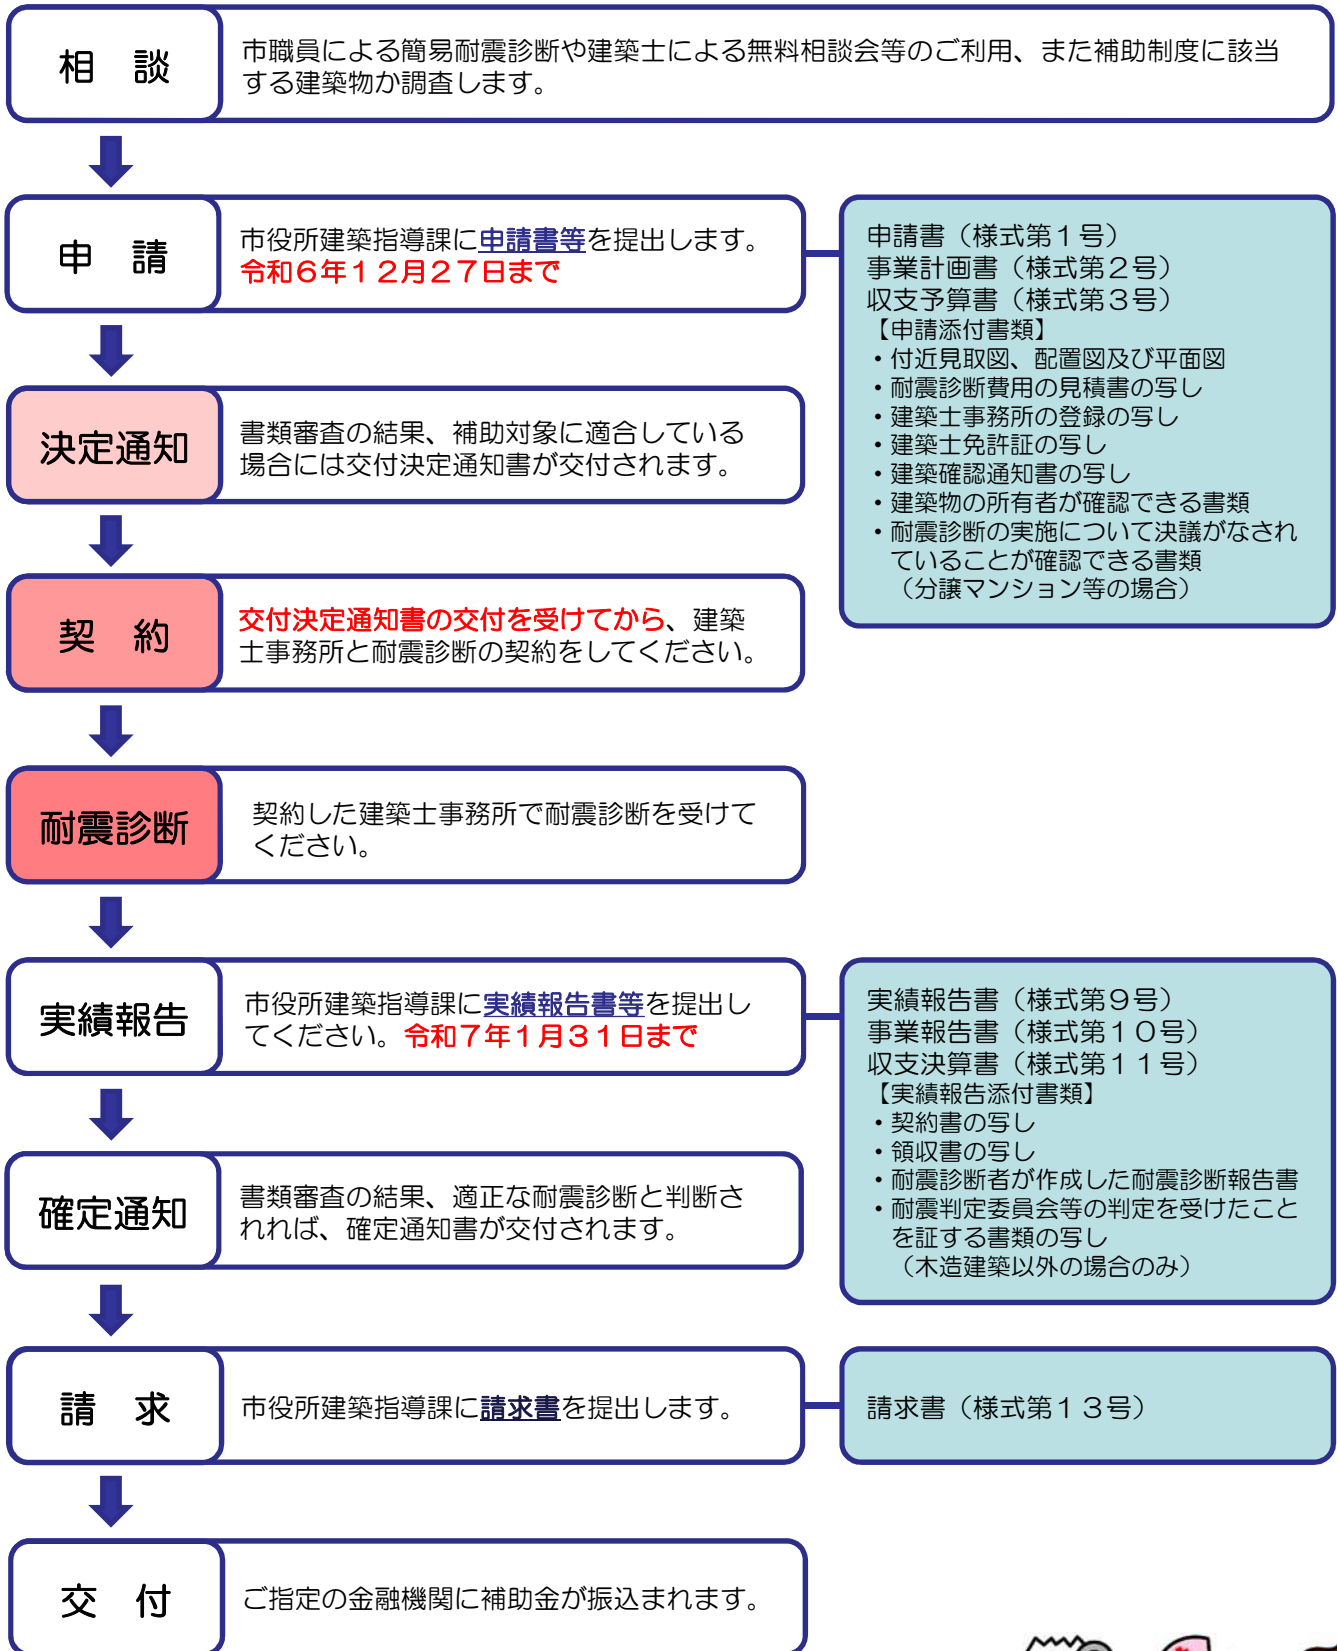 相　談
市職員による簡易耐震診断や建築士による無料相談会等のご利用、また補助制度に該当
する建築物か調査します。
申　請
市役所建築指導課に申請書等を提出します。
令和６年１２月２７日まで
申請書（様式第１号）
事業計画書（様式第２号）
収支予算書（様式第３号）
【申請添付書類】
・付近見取図、配置図及び平面図
・耐震診断費用の見積書の写し
・建築士事務所の登録の写し
・建築士免許証の写し
・建築確認通知書の写し
・建築物の所有者が確認できる書類
・耐震診断の実施について決議がなされ
ていることが確認できる書類
（分譲マンション等の場合）
決定通知
書類審査の結果、補助対象に適合している
場合には交付決定通知書が交付されます。
契　約
交付決定通知書の交付を受けてから、建築
士事務所と耐震診断の契約をしてください。
耐震診断
契約した建築士事務所で耐震診断を受けて
ください。
実績報告
市役所建築指導課に実績報告書等を提出し
てください。令和７年１月３１日まで
実績報告書（様式第９号）
事業報告書（様式第１０号）
収支決算書（様式第１１号）
【実績報告添付書類】
・契約書の写し
・領収書の写し
・耐震診断者が作成した耐震診断報告書
・耐震判定委員会等の判定を受けたこと
を証する書類の写し
（木造建築以外の場合のみ）
確定通知
書類審査の結果、適正な耐震診断と判断さ
れれば、確定通知書が交付されます。
請　求
市役所建築指導課に請求書を提出します。
請求書（様式第１３号）
交　付
ご指定の金融機関に補助金が振込まれます。